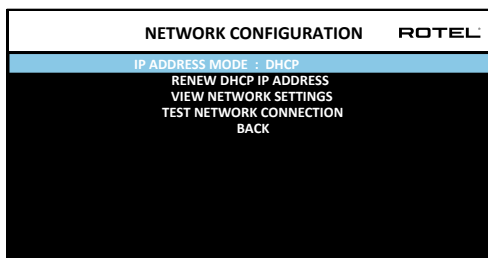 NETWORK CONFIGURATION ROTEL
IP ADDRESS MODE : DHCP
RENEW DHCP IP ADDRESS
VIEW NETWORK SETTINGS
TEST NETWORK CONNECTION
BACK